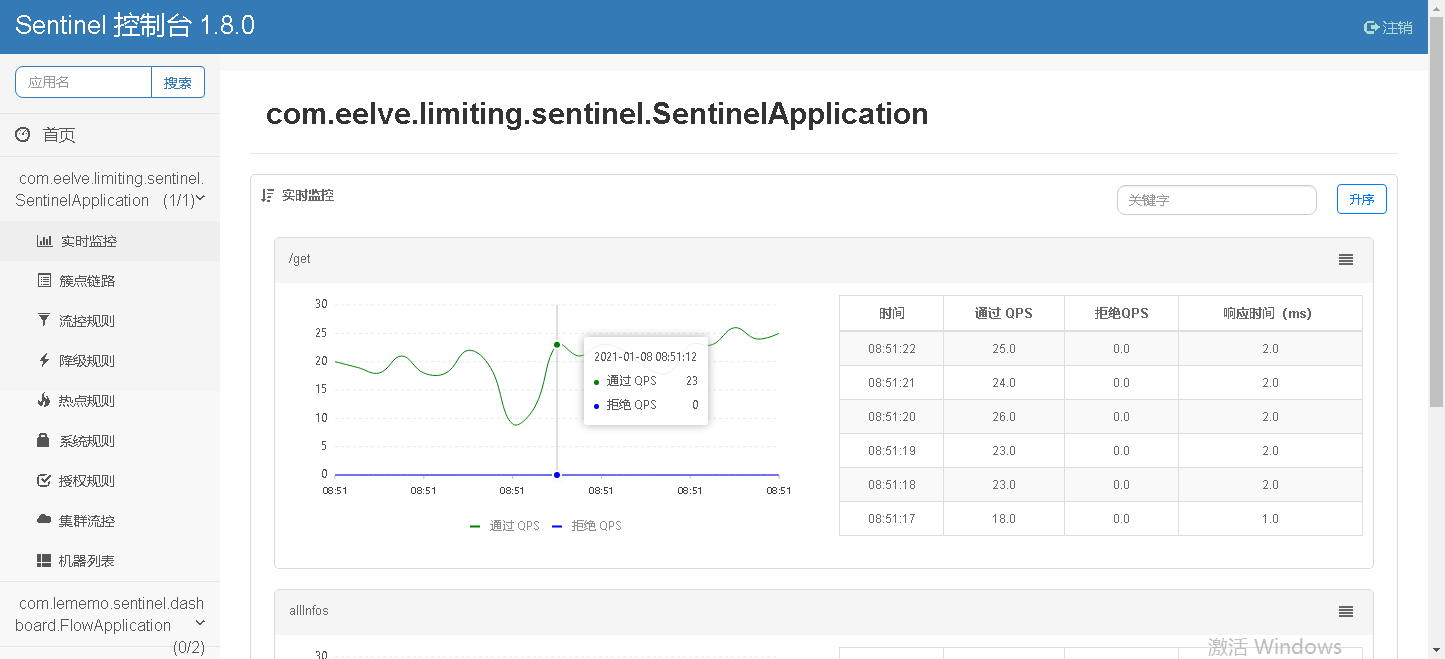 Sentinel 控制台 1.8.0
注销
应用名 搜索
首页
com.eelve.limiting.sentinel.
SentinelApplication (1/1)
实时监控
簇点链路
流控规则
降级规则
热点规则
系统规则
授权规则
集群流控
机器列表
com.lememo.sentinel.dash
board.FlowApplication
(0/2)
com.eelve.limiting.sentinel.SentinelApplication
实时监控 关键字 升序
/get
30
25
20
15
10
5
0
08:51 08:51 08:51 08:51 08:51 08:51
2021-01-08 08:51:12
通过 QPS 23
拒绝 QPS 0
通过 QPS 拒绝 QPS
时间 通过 QPS 拒绝QPS 响应时间（ms）
08:51:22 25.0 0.0 2.0
08:51:21 24.0 0.0 2.0
08:51:20 26.0 0.0 2.0
08:51:19 23.0 0.0 2.0
08:51:18 23.0 0.0 2.0
08:51:17 18.0 0.0 1.0
allInfos
30
激活 Windows